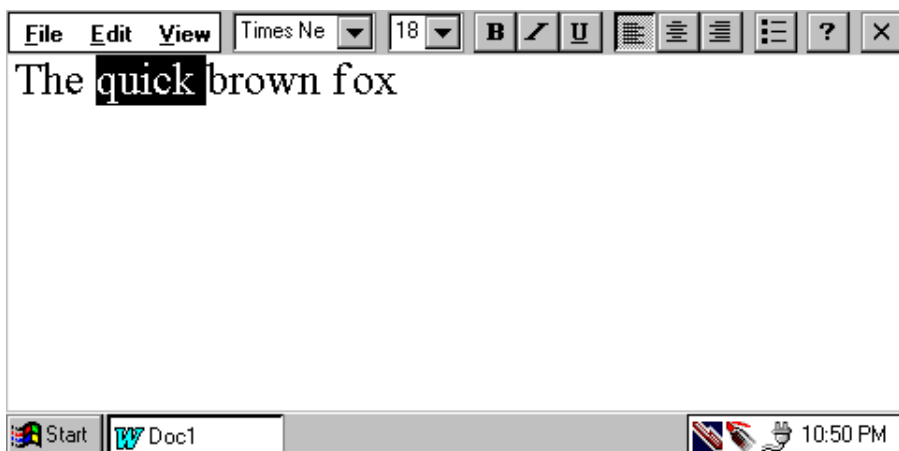 File Edit View Times Ne 18 B I U ? ×
The quick brown fox
Start Doc1 10:50 PM